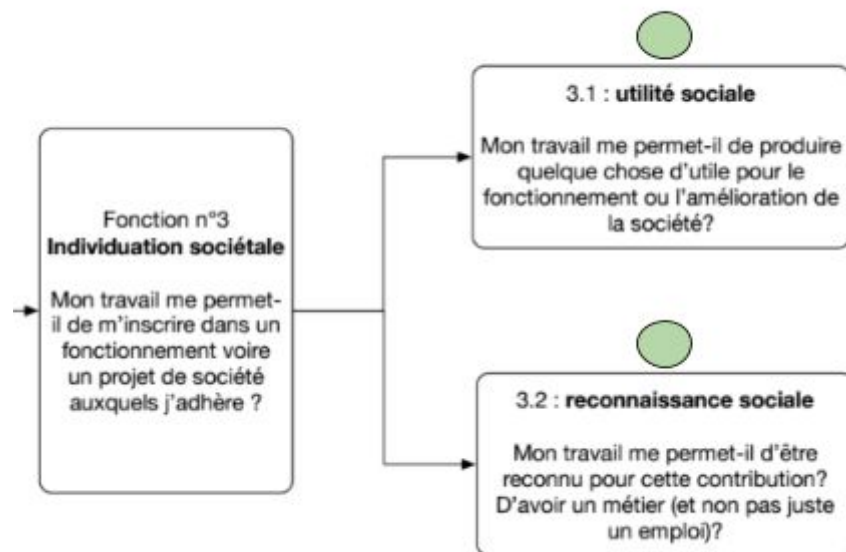 Fonction n°3
Individuation sociétale
Mon travail me permet-
il de m'inscrire dans un
fonctionnement voire
un projet de société
auxquels j'adhère ?
3.1 : utilité sociale
Mon travail me permet-il de produire
quelque chose d'utile pour le
fonctionnement ou l'amélioration de
la société?
3.2 : reconnaissance sociale
Mon travail me permet-il d'être
reconnu pour cette contribution?
D'avoir un métier (et non pas juste
un emploi)?